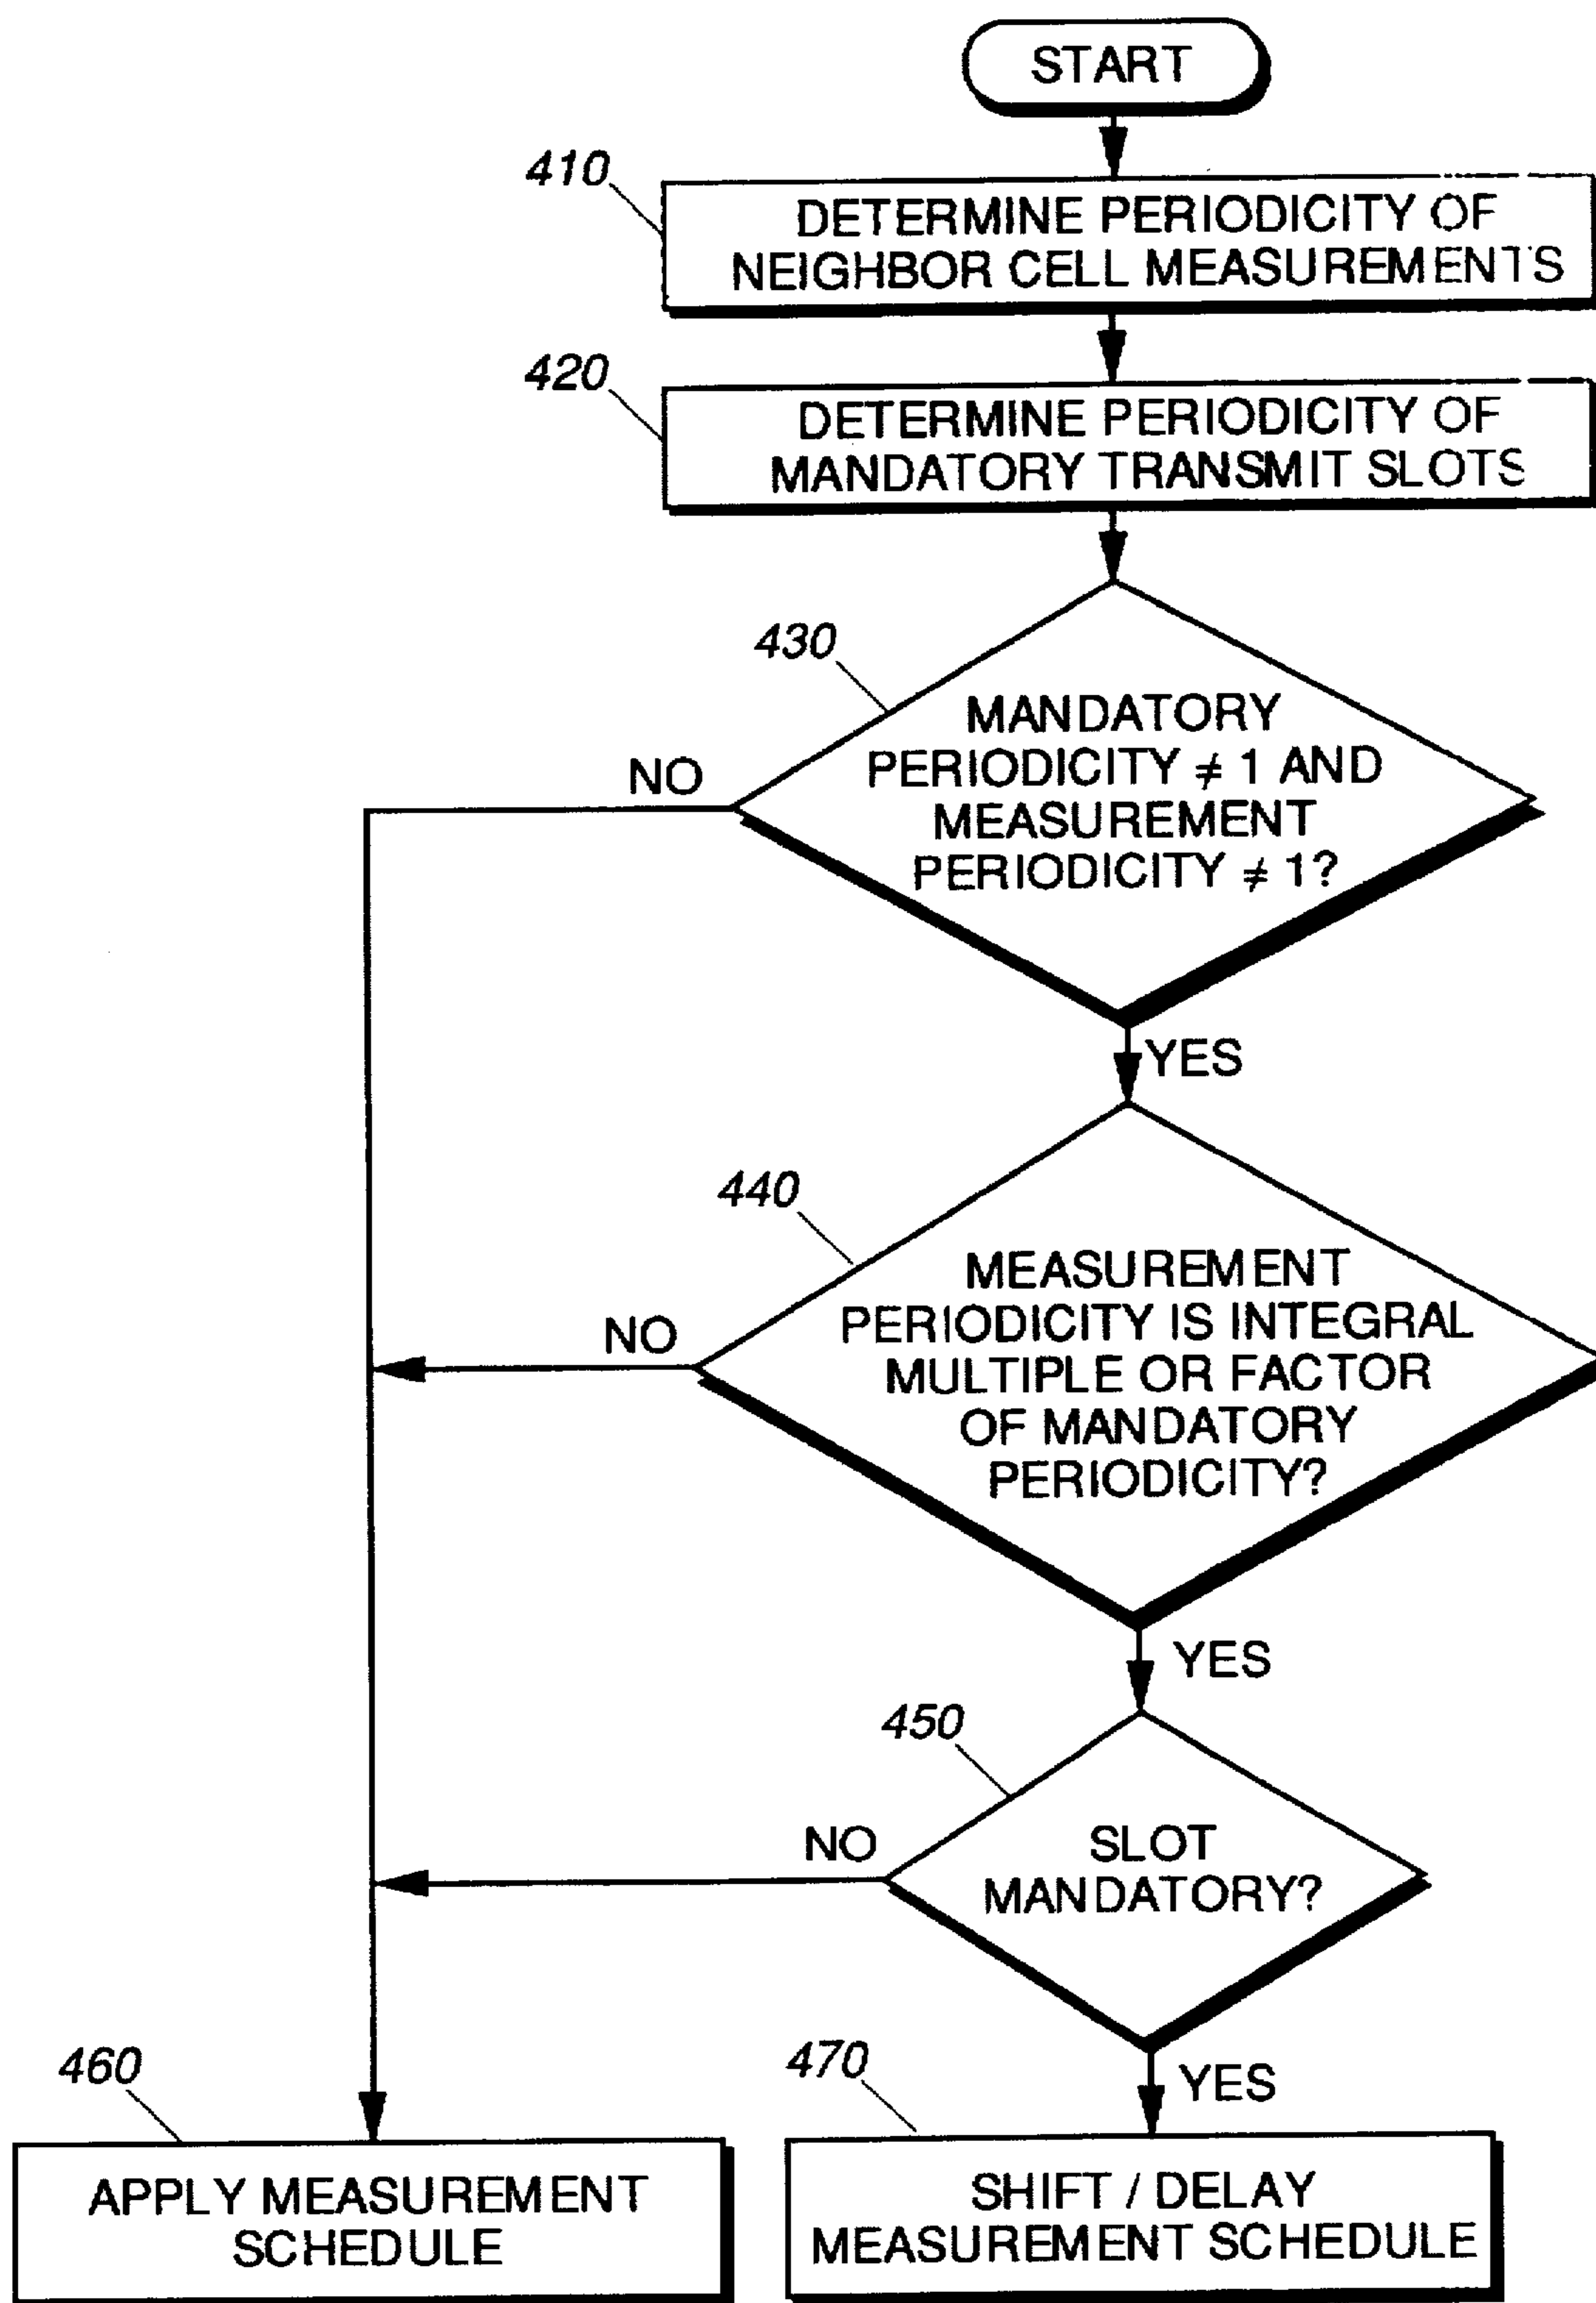 START
410
DETERMINE PERIODICITY OF
NEIGHBOR CELL MEASUREMENTS
420
DETERMINE PERIODICITY OF
MANDATORY TRANSMIT SLOTS
430
MANDATORY
PERIODICITY ≠ 1 AND
MEASUREMENT
PERIODICITY ≠ 1?
NO
YES
440
MEASUREMENT
PERIODICITY IS INTEGRAL
MULTIPLE OR FACTOR
OF MANDATORY
PERIODICITY?
NO
YES
450
SLOT
MANDATORY?
NO
YES
460
APPLY MEASUREMENT
SCHEDULE
470
SHIFT / DELAY
MEASUREMENT SCHEDULE